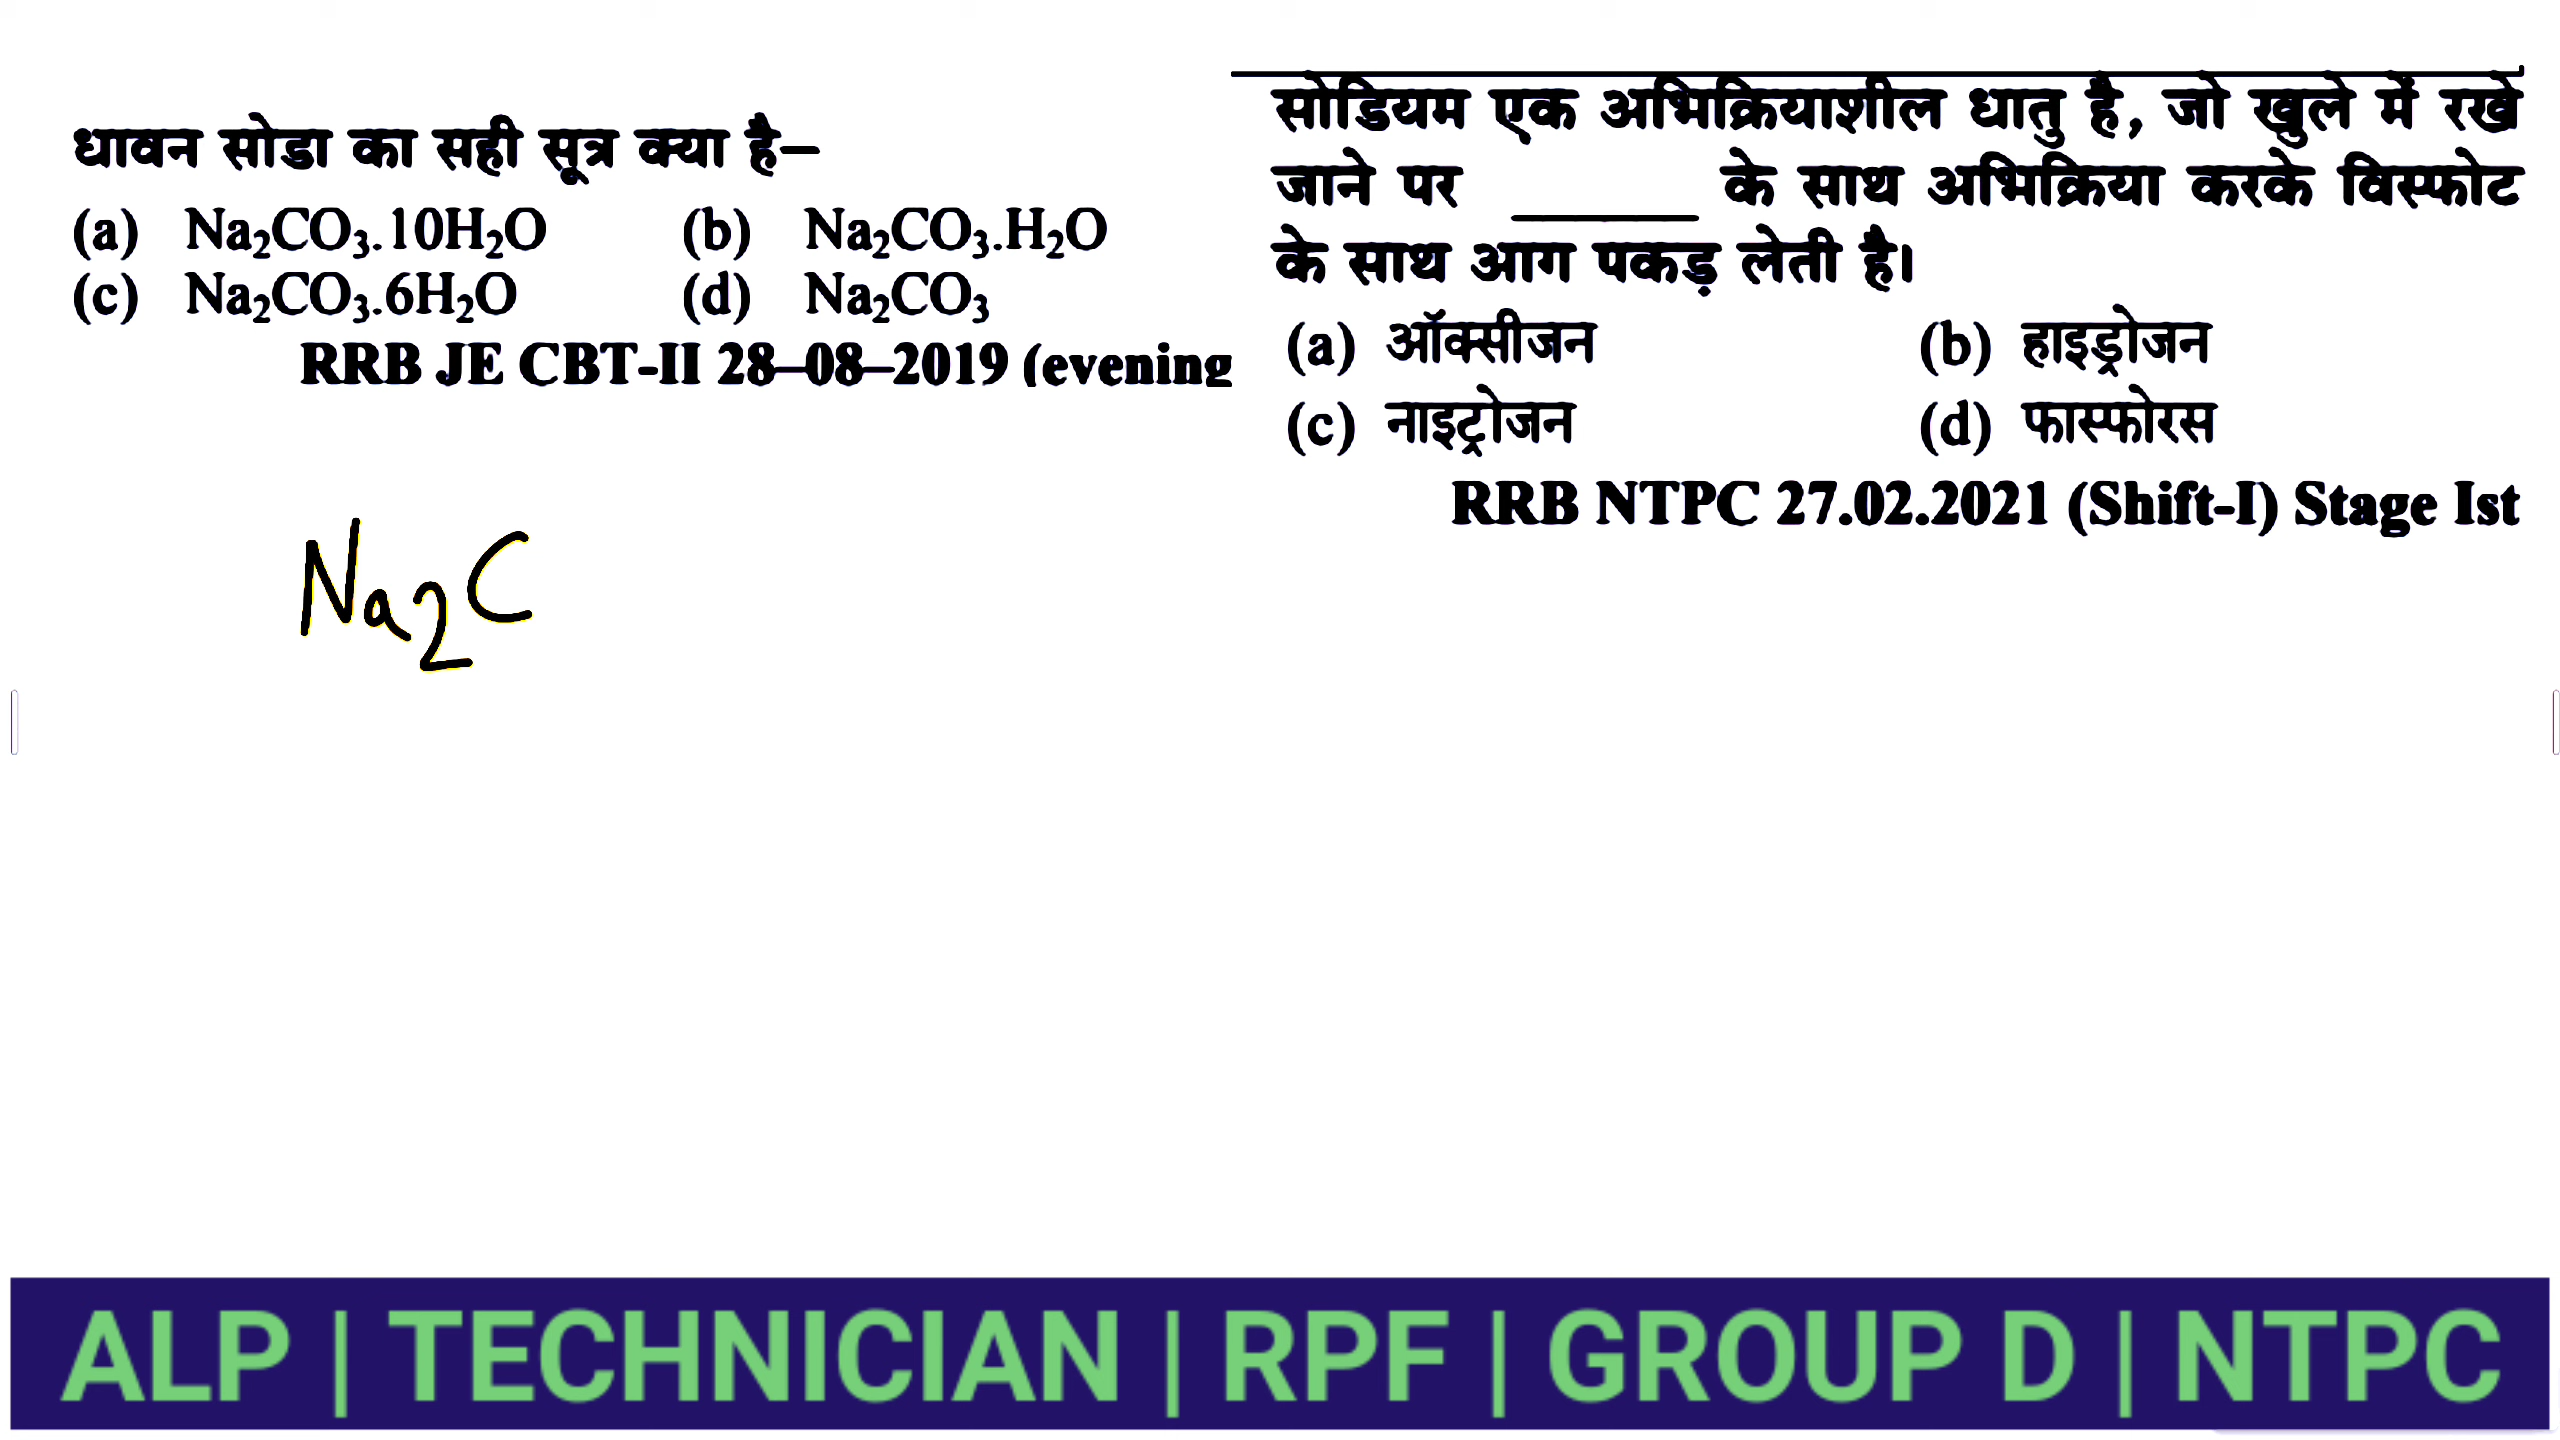 धावन सोडा का सही सूत्र क्या है–
(a) Na₂CO₃.10H₂O (b) Na₂CO₃.H₂O
(c) Na₂CO₃.6H₂O (d) Na₂CO₃
RRB JE CBT-II 28–08–2019 (evening
Na₂C
सोडियम एक अभिक्रियाशील धातु है, जो खुले में रखे
जाने पर ______ के साथ अभिक्रिया करके विस्फोट
के साथ आग पकड़ लेती है।
(a) ऑक्सीजन (b) हाइड्रोजन
(c) नाइट्रोजन (d) फास्फोरस
RRB NTPC 27.02.2021 (Shift-I) Stage Ist
ALP | TECHNICIAN | RPF | GROUP D | NTPC